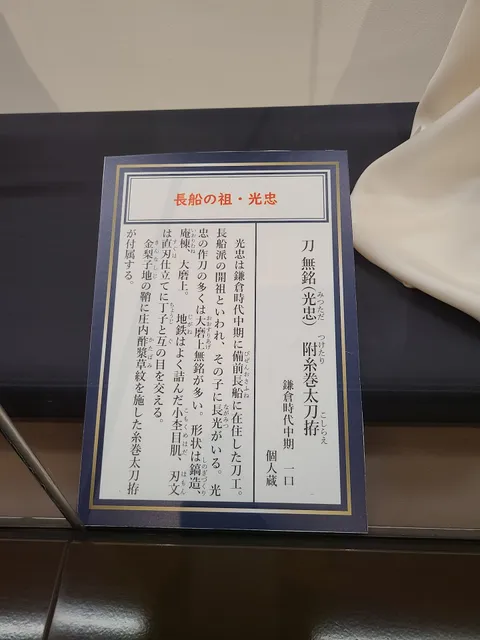 長船の祖・光忠
刀 無銘(光忠) 附糸巻太刀拵
鎌倉時代中期 一口
個人蔵
光忠は鎌倉時代中期に備前長船に在住した刀工。
長船派の開祖といわれ、その子に長光がいる。光
忠の作刀の多くは大磨上無銘が多い。形状は鎬造、
庵棟、大磨上。 地鉄はよく詰んだ小杢目肌、刃文
は直刃仕立てに丁子と互の目を交える。
金梨子地の鞘に庄内酢漿草紋を施した糸巻太刀拵
が付属する。